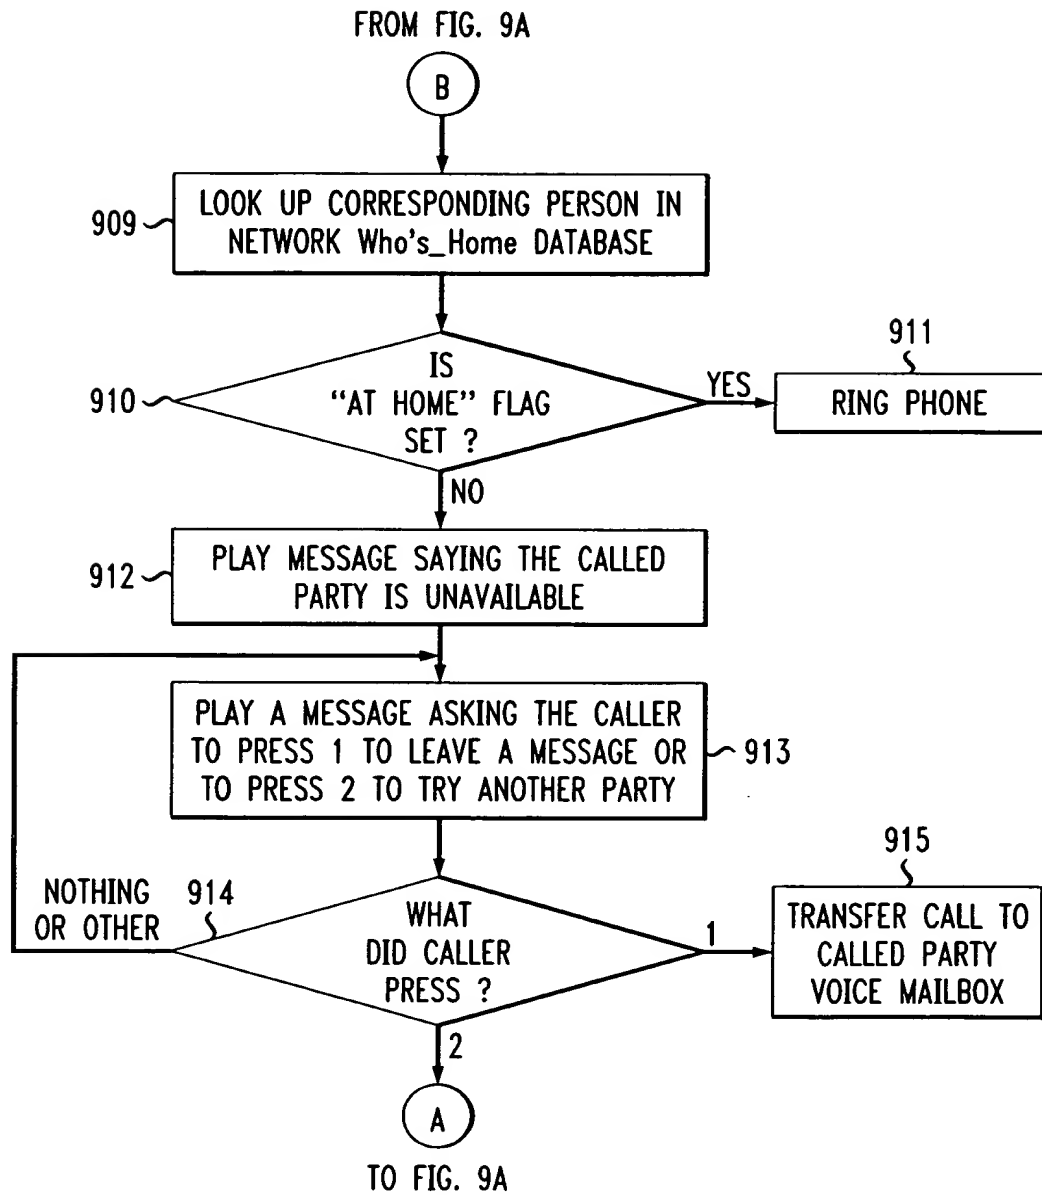 FROM FIG. 9A
B
909
LOOK UP CORRESPONDING PERSON IN
NETWORK Who's_Home DATABASE
910
IS
“AT HOME” FLAG
SET ?
YES
911
RING PHONE
NO
912
PLAY MESSAGE SAYING THE CALLED
PARTY IS UNAVAILABLE
PLAY A MESSAGE ASKING THE CALLER
TO PRESS 1 TO LEAVE A MESSAGE OR
TO PRESS 2 TO TRY ANOTHER PARTY
913
NOTHING
OR OTHER
914
WHAT
DID CALLER
PRESS ?
1
915
TRANSFER CALL TO
CALLED PARTY
VOICE MAILBOX
2
A
TO FIG. 9A